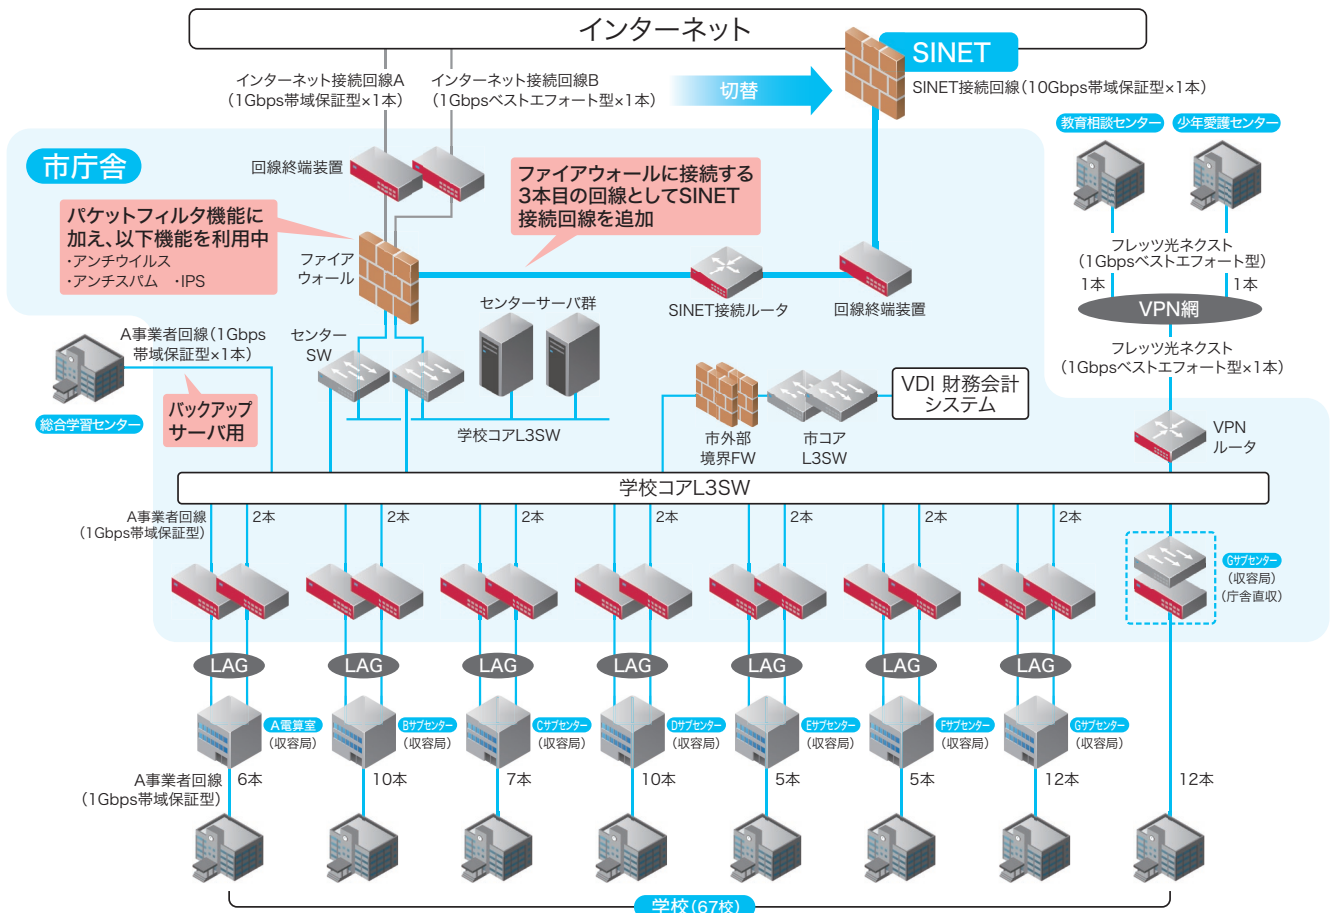 インターネット
SINET
インターネット接続回線A
(1Gbps帯域保証型×1本)
インターネット接続回線B
(1Gbpsベストエフォート型×1本)
切替
SINET接続回線(10Gbps帯域保証型×1本)
教育相談センター
少年愛護センター
市庁舎
回線終端装置
ファイアウォールに接続する
3本目の回線としてSINET
接続回線を追加
パケットフィルタ機能に
加え、以下機能を利用中
・アンチウイルス
・アンチスパム ・IPS
ファイア
ウォール
フレッツ光ネクスト
(1Gbpsベストエフォート型)
1本
1本
VPN網
SINET接続ルータ
回線終端装置
センターサーバ群
A事業者回線(1Gbps
帯域保証型×1本)
センター
SW
フレッツ光ネクスト
(1Gbpsベストエフォート型×1本)
VDI 財務会計
システム
総合学習センター
バックアップ
サーバ用
学校コアL3SW
市外部
境界FW
市コア
L3SW
VPN
ルータ
学校コアL3SW
A事業者回線
(1Gbps帯域保証型)
2本
2本
2本
2本
2本
2本
2本
Gサブセンター
(収容局)
(庁舎直収)
LAG
LAG
LAG
LAG
LAG
LAG
LAG
A電算室
(収容局)
Bサブセンター
(収容局)
Cサブセンター
(収容局)
Dサブセンター
(収容局)
Eサブセンター
(収容局)
Fサブセンター
(収容局)
Gサブセンター
(収容局)
A事業者回線
(1Gbps帯域保証型)
6本
10本
7本
10本
5本
5本
12本
12本
学校(67校)